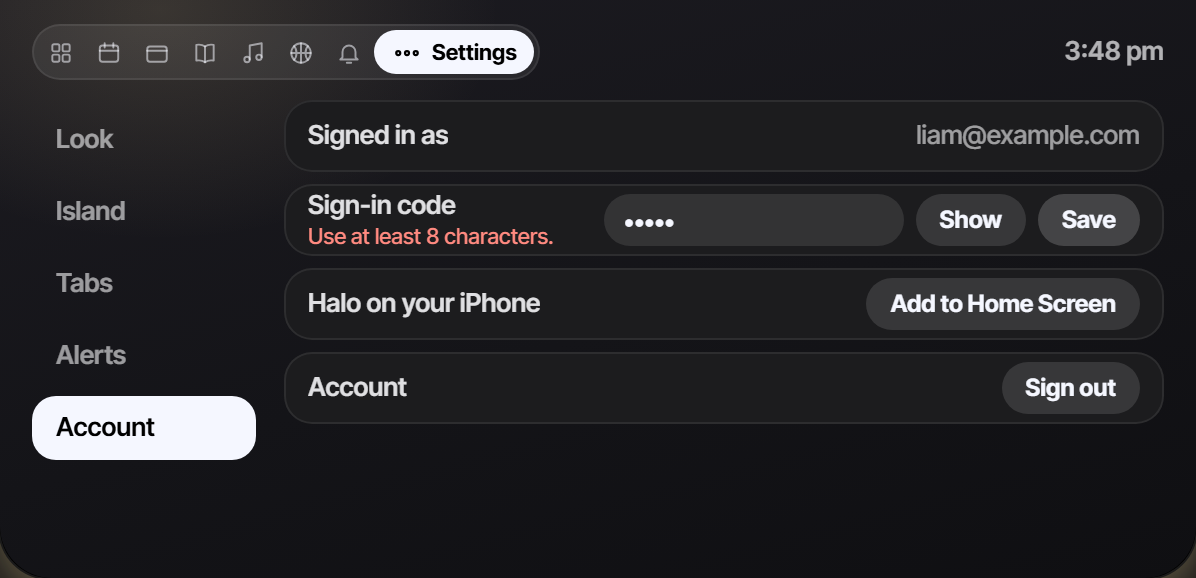 Settings
3:48 pm
Look
Island
Tabs
Alerts
Account
Signed in as
liam@example.com
Sign-in code
Use at least 8 characters.
•••••
Show
Save
Halo on your iPhone
Add to Home Screen
Account
Sign out